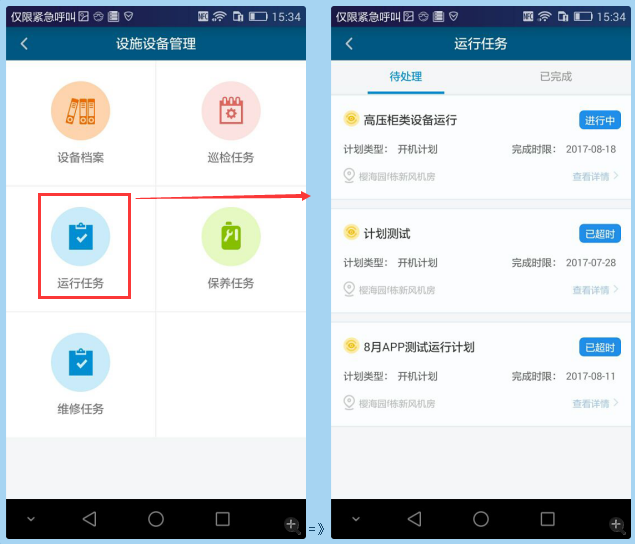 仅限紧急呼叫
15:34
设施设备管理
设备档案
巡检任务
运行任务
保养任务
维修任务
=》
仅限紧急呼叫
15:34
运行任务
待处理
已完成
高压柜类设备运行
进行中
计划类型： 开机计划
完成时限： 2017-08-18
樱海园f栋新风机房
查看详情
计划测试
已超时
计划类型： 开机计划
完成时限： 2017-07-28
樱海园f栋新风机房
查看详情
8月APP测试运行计划
已超时
计划类型： 开机计划
完成时限： 2017-08-11
樱海园f栋新风机房
查看详情